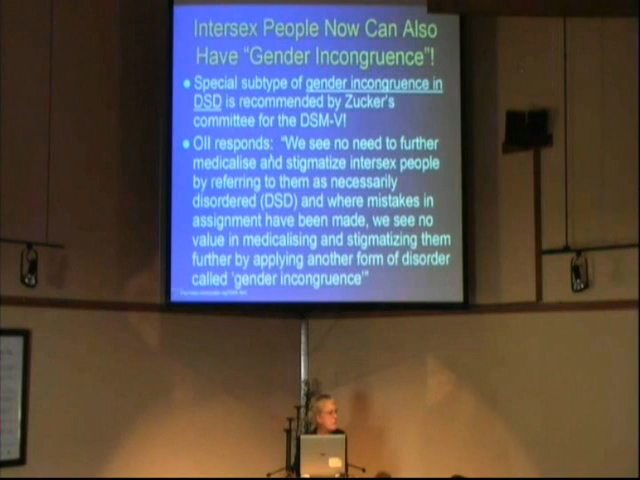 Intersex People Now Can Also
Have "Gender Incongruence"!
• Special subtype of gender incongruence in
DSD is recommended by Zucker's
committee for the DSM-V!
• OII responds: "We see no need to further
medicalise and stigmatize intersex people
by referring to them as necessarily
disordered (DSD) and where mistakes in
assignment have been made, we see no
value in medicalising and stigmatizing them
further by applying another form of disorder
called 'gender incongruence'"